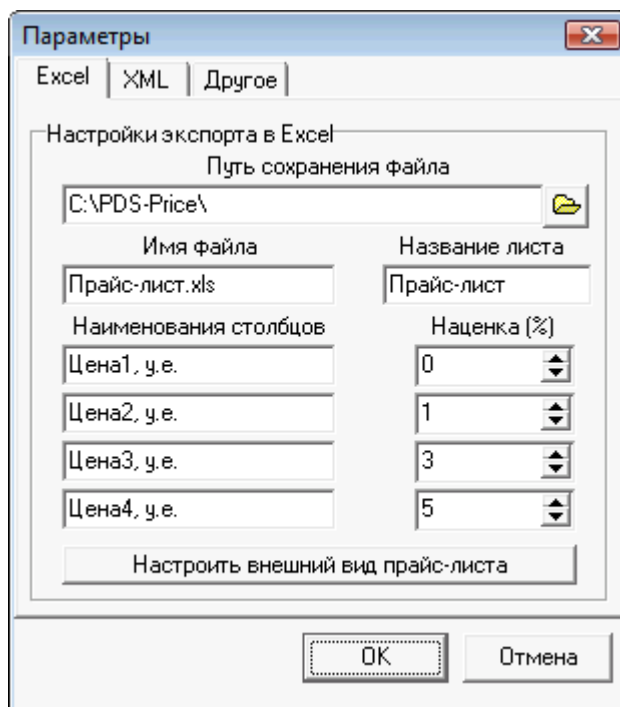 Параметры
Excel XML Другое
Настройки экспорта в Excel
Путь сохранения файла
C:\PDS-Price\
Имя файла Название листа
Прайс-лист.xls Прайс-лист
Наименования столбцов Наценка (%)
Цена1, у.е. 0
Цена2, у.е. 1
Цена3, у.е. 3
Цена4, у.е. 5
Настроить внешний вид прайс-листа
OK Отмена